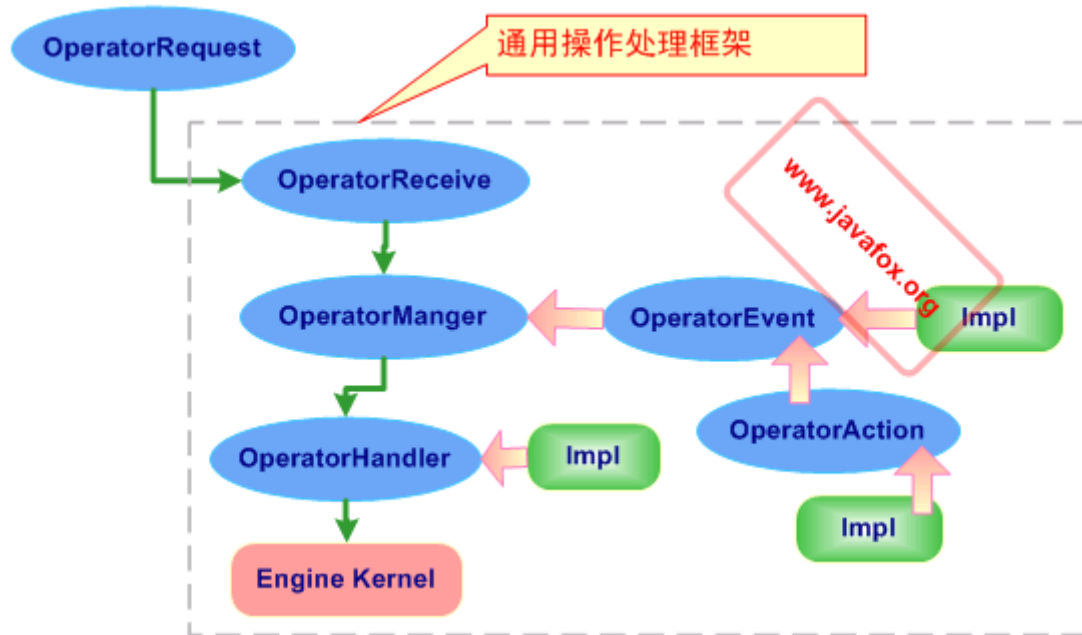 OperatorRequest
通用操作处理框架
OperatorReceive
www.javafox.org
OperatorManger
OperatorEvent
Impl
OperatorAction
OperatorHandler
Impl
Impl
Engine Kernel